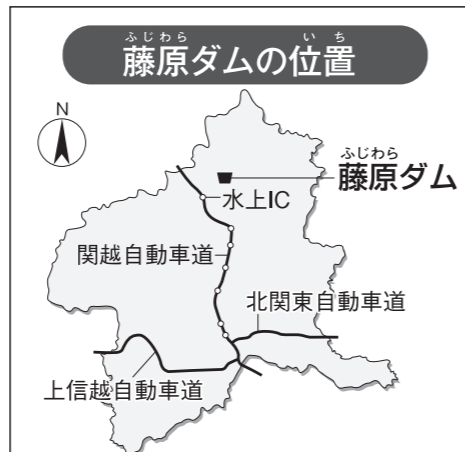 ふじわら いち
藤原ダムの位置
N
ふじわら
藤原ダム
水上IC
関越自動車道
北関東自動車道
上信越自動車道